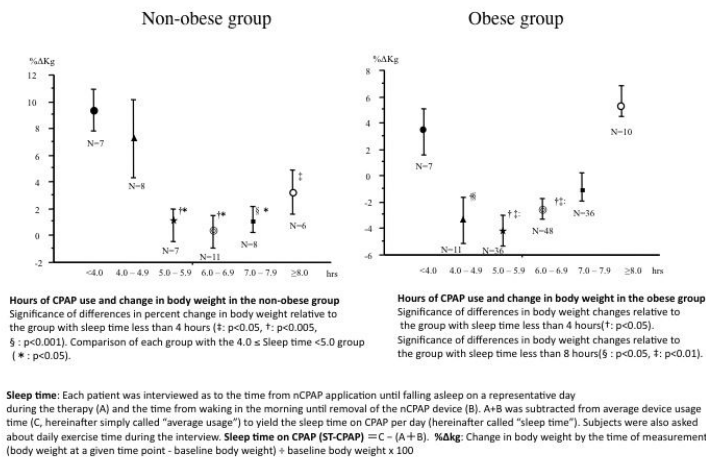 Non-obese group
Obese group
%ΔKg
12
10
8
6
4
2
0
-2
N=7
N=8
†*
N=7
†*
N=11
§ *
N=8
‡
N=6
<4.0 4.0 – 4.9 5.0 – 5.9 6.0 – 6.9 7.0 – 7.9 ≥8.0 hrs
%ΔKg
8
6
4
2
0
-2
-4
-6
N=7
§
N=11
†‡
N=36
†‡
N=48
N=36
N=10
<4.0 4.0 – 4.9 5.0 – 5.9 6.0 – 6.9 7.0 – 7.9 ≥8.0 hrs
Hours of CPAP use and change in body weight in the non-obese group
Significance of differences in percent change in body weight relative to
the group with sleep time less than 4 hours (‡: p<0.05, †: p<0.005,
§ : p<0.001). Comparison of each group with the 4.0 ≤ Sleep time <5.0 group
( * : p<0.05).
Hours of CPAP use and change in body weight in the obese group
Significance of differences in body weight changes relative to
the group with sleep time less than 4 hours(†: p<0.05).
Significance of differences in body weight changes relative to
the group with sleep time less than 8 hours(§ : p<0.05, ‡: p<0.01).
Sleep time: Each patient was interviewed as to the time from nCPAP application until falling asleep on a representative day
during the therapy (A) and the time from waking in the morning until removal of the nCPAP device (B). A+B was subtracted from average device usage
time (C, hereinafter simply called "average usage") to yield the sleep time on CPAP per day (hereinafter called "sleep time"). Subjects were also asked
about daily exercise time during the interview. Sleep time on CPAP (ST-CPAP) =C – (A+B). %Δkg: Change in body weight by the time of measurement
(body weight at a given time point - baseline body weight) ÷ baseline body weight x 100